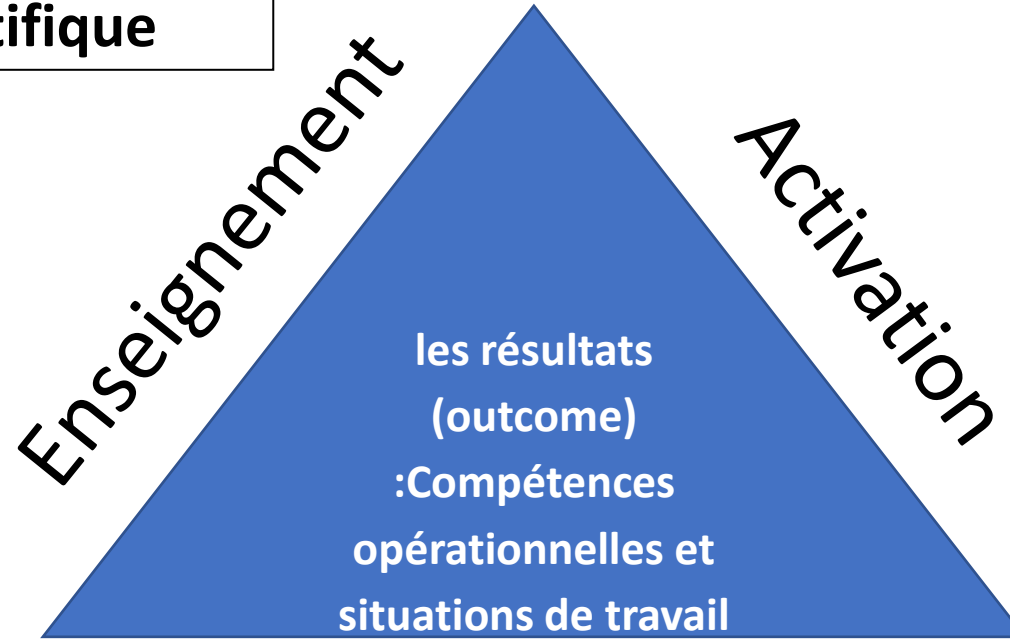 tifique
Enseignement
Activation
les résultats
(outcome)
:Compétences
opérationnelles et
situations de travail